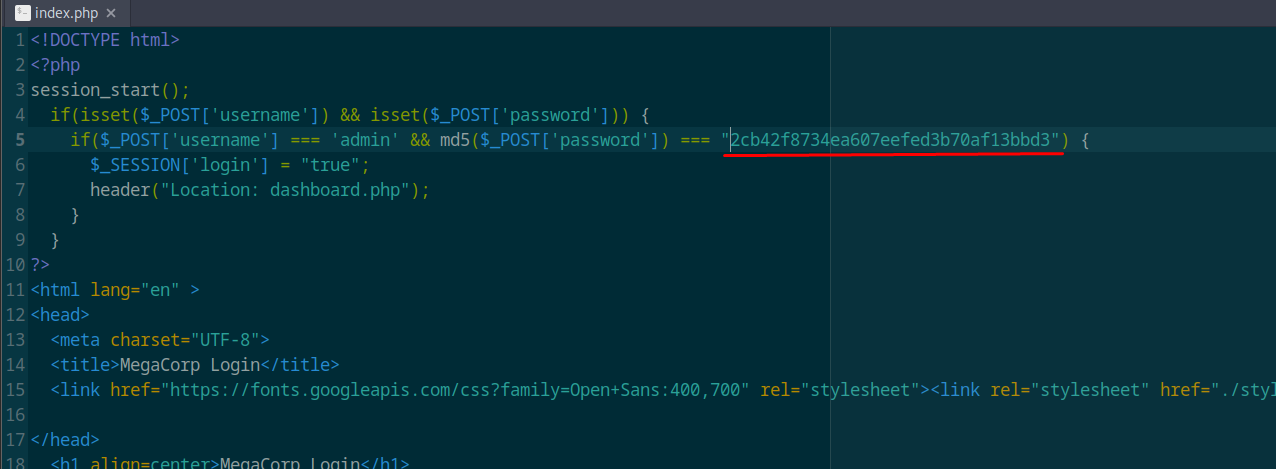 index.php ×
1 <!DOCTYPE html>
2 <?php
3 session_start();
4   if(isset($_POST['username']) && isset($_POST['password'])) {
5     if($_POST['username'] === 'admin' && md5($_POST['password']) === "2cb42f8734ea607eefed3b70af13bbd3") {
6       $_SESSION['login'] = "true";
7       header("Location: dashboard.php");
8     }
9   }
10 ?>
11 <html lang="en" >
12 <head>
13   <meta charset="UTF-8">
14   <title>MegaCorp Login</title>
15   <link href="https://fonts.googleapis.com/css?family=Open+Sans:400,700" rel="stylesheet"><link rel="stylesheet" href="./styl
16
17 </head>
18   <h1 align=center>MegaCorp Login</h1>